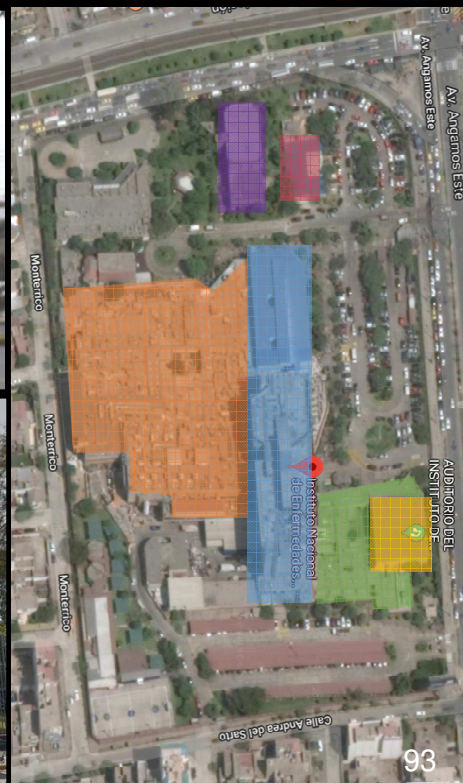 Av. Angamos Este
Av. Angamos Este
Monterrico
Monterrico
Monterrico
Instituto Nacional
de Enfermedades...
AUDITORIO DEL
INSTITUTO DE...
Calle Andrea del Sarto
93